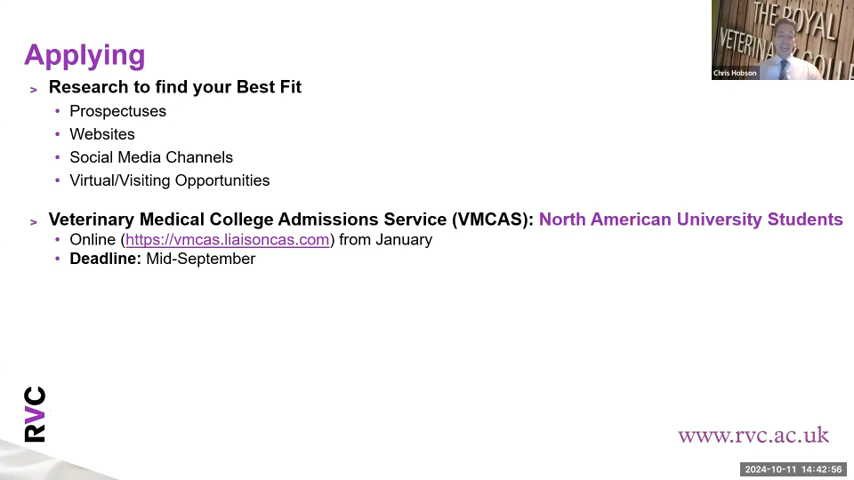 Applying
> Research to find your Best Fit
• Prospectuses
• Websites
• Social Media Channels
• Virtual/Visiting Opportunities
> Veterinary Medical College Admissions Service (VMCAS): North American University Students
• Online (https://vmcas.liaisoncas.com) from January
• Deadline: Mid-September
THE ROYAL
VETERINARY COLLEGE
Chris Hobson
RVC
www.rvc.ac.uk
2024-10-11 14:42:56